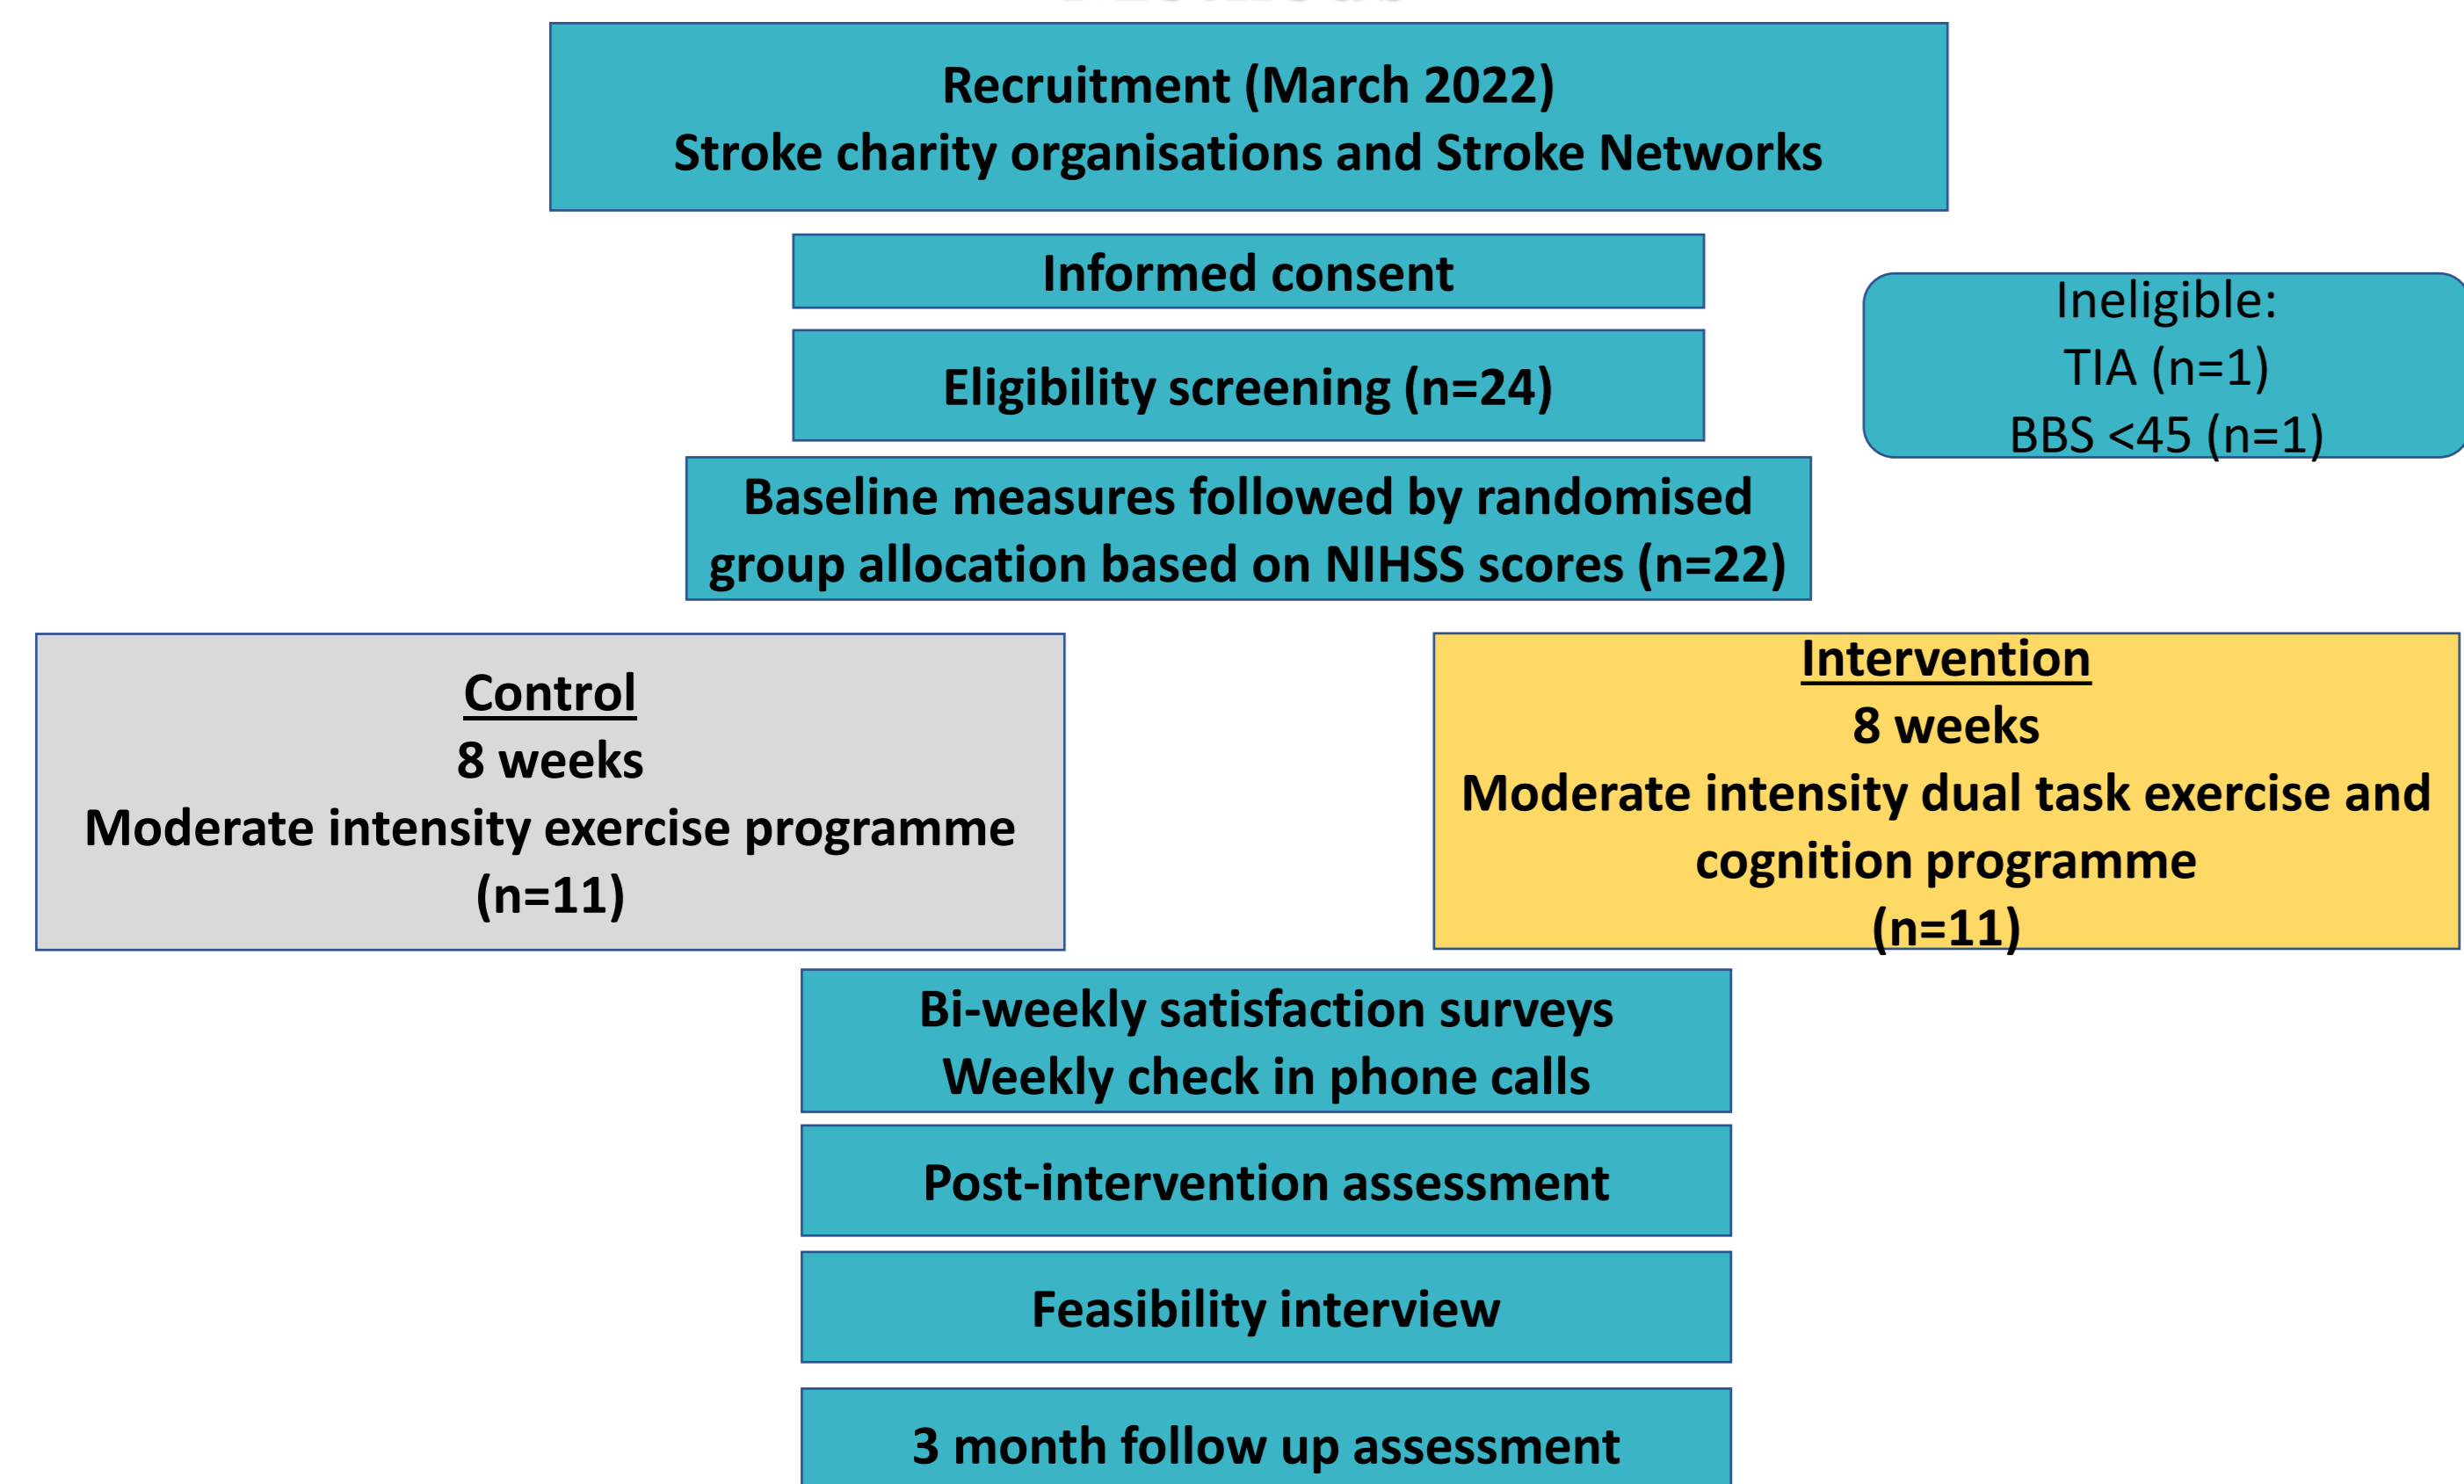 Recruitment (March 2022)
Stroke charity organisations and Stroke Networks
Informed consent
Eligibility screening (n=24)
Ineligible:
TIA (n=1)
BBS <45 (n=1)
Baseline measures followed by randomised
group allocation based on NIHSS scores (n=22)
Control
8 weeks
Moderate intensity exercise programme
(n=11)
Intervention
8 weeks
Moderate intensity dual task exercise and
cognition programme
(n=11)
Bi-weekly satisfaction surveys
Weekly check in phone calls
Post-intervention assessment
Feasibility interview
3 month follow up assessment